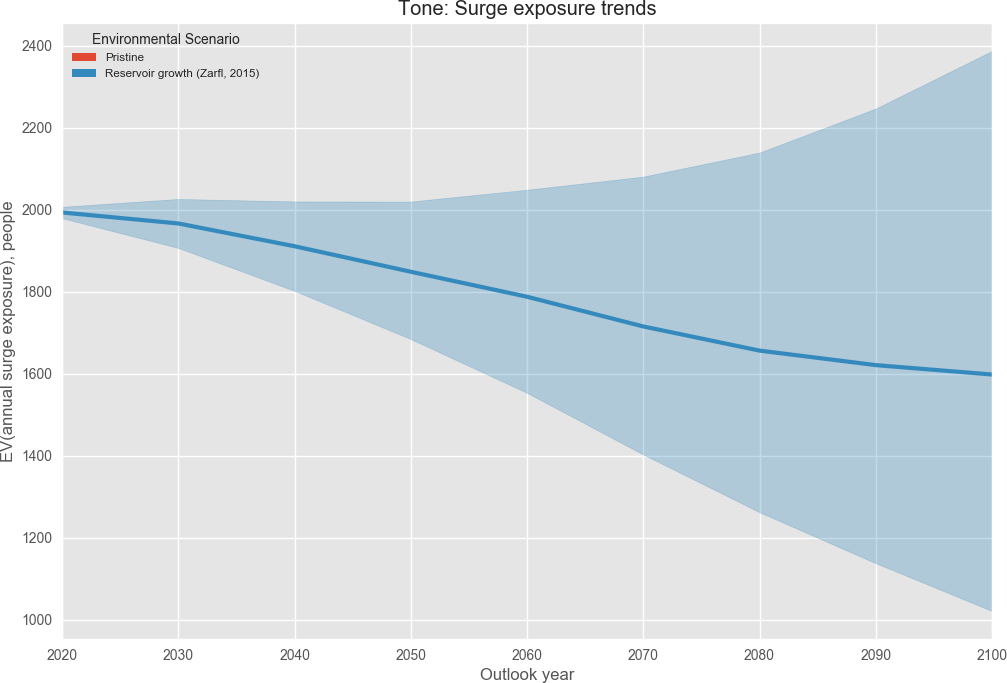 Tone: Surge exposure trends
Environmental Scenario
Pristine
Reservoir growth (Zarfl, 2015)
EV(annual surge exposure), people
2400
2200
2000
1800
1600
1400
1200
1000
2020 2030 2040 2050 2060 2070 2080 2090 2100
Outlook year